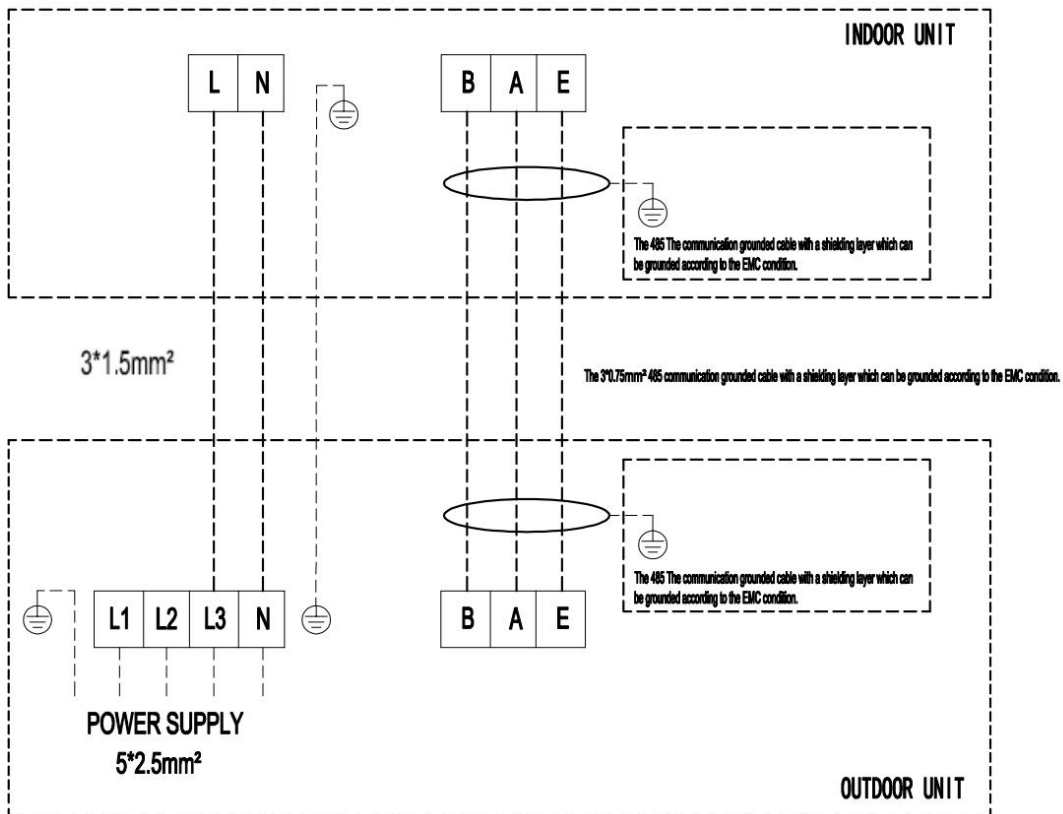 INDOOR UNIT
L N
B A E
The 485 The communication grounded cable with a shielding layer which can
be grounded according to the EMC condition.
3*1.5mm²
The 3*0.75mm² 485 communication grounded cable with a shielding layer which can be grounded according to the EMC condition.
The 485 The communication grounded cable with a shielding layer which can
be grounded according to the EMC condition.
L1 L2 L3 N
B A E
POWER SUPPLY
5*2.5mm²
OUTDOOR UNIT